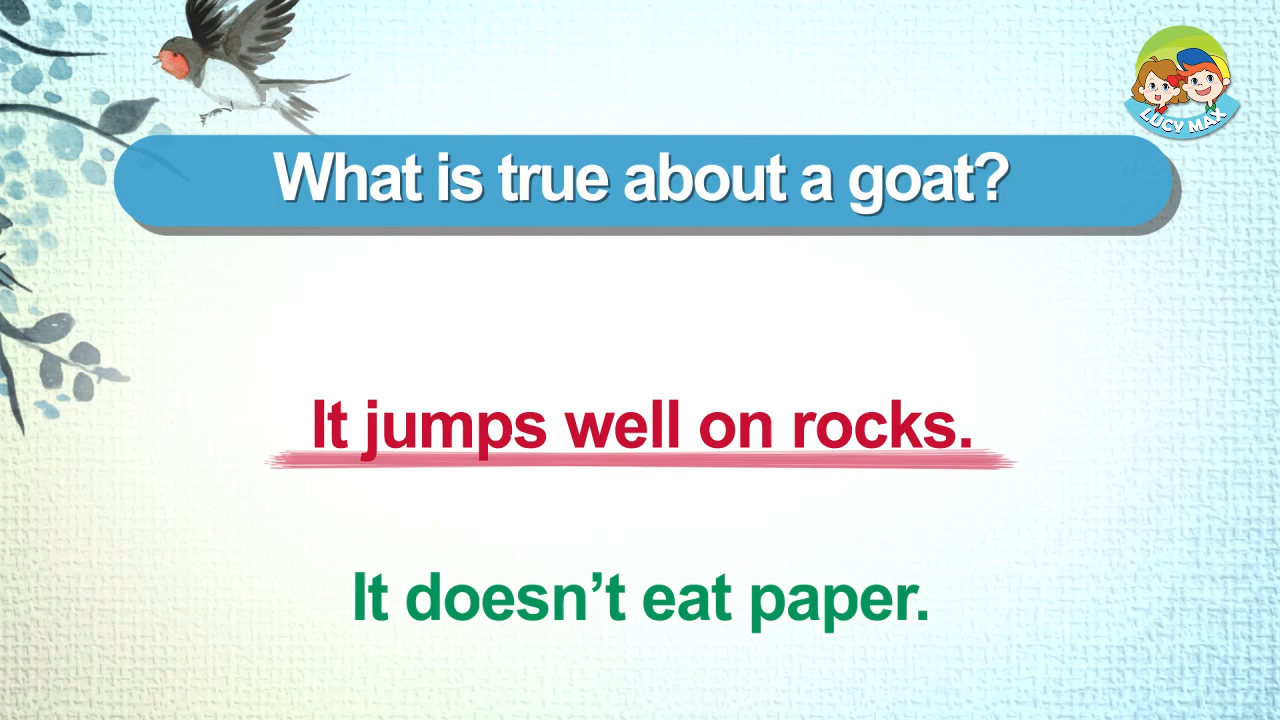 LUCY MAX
What is true about a goat?
It jumps well on rocks.
It doesn’t eat paper.